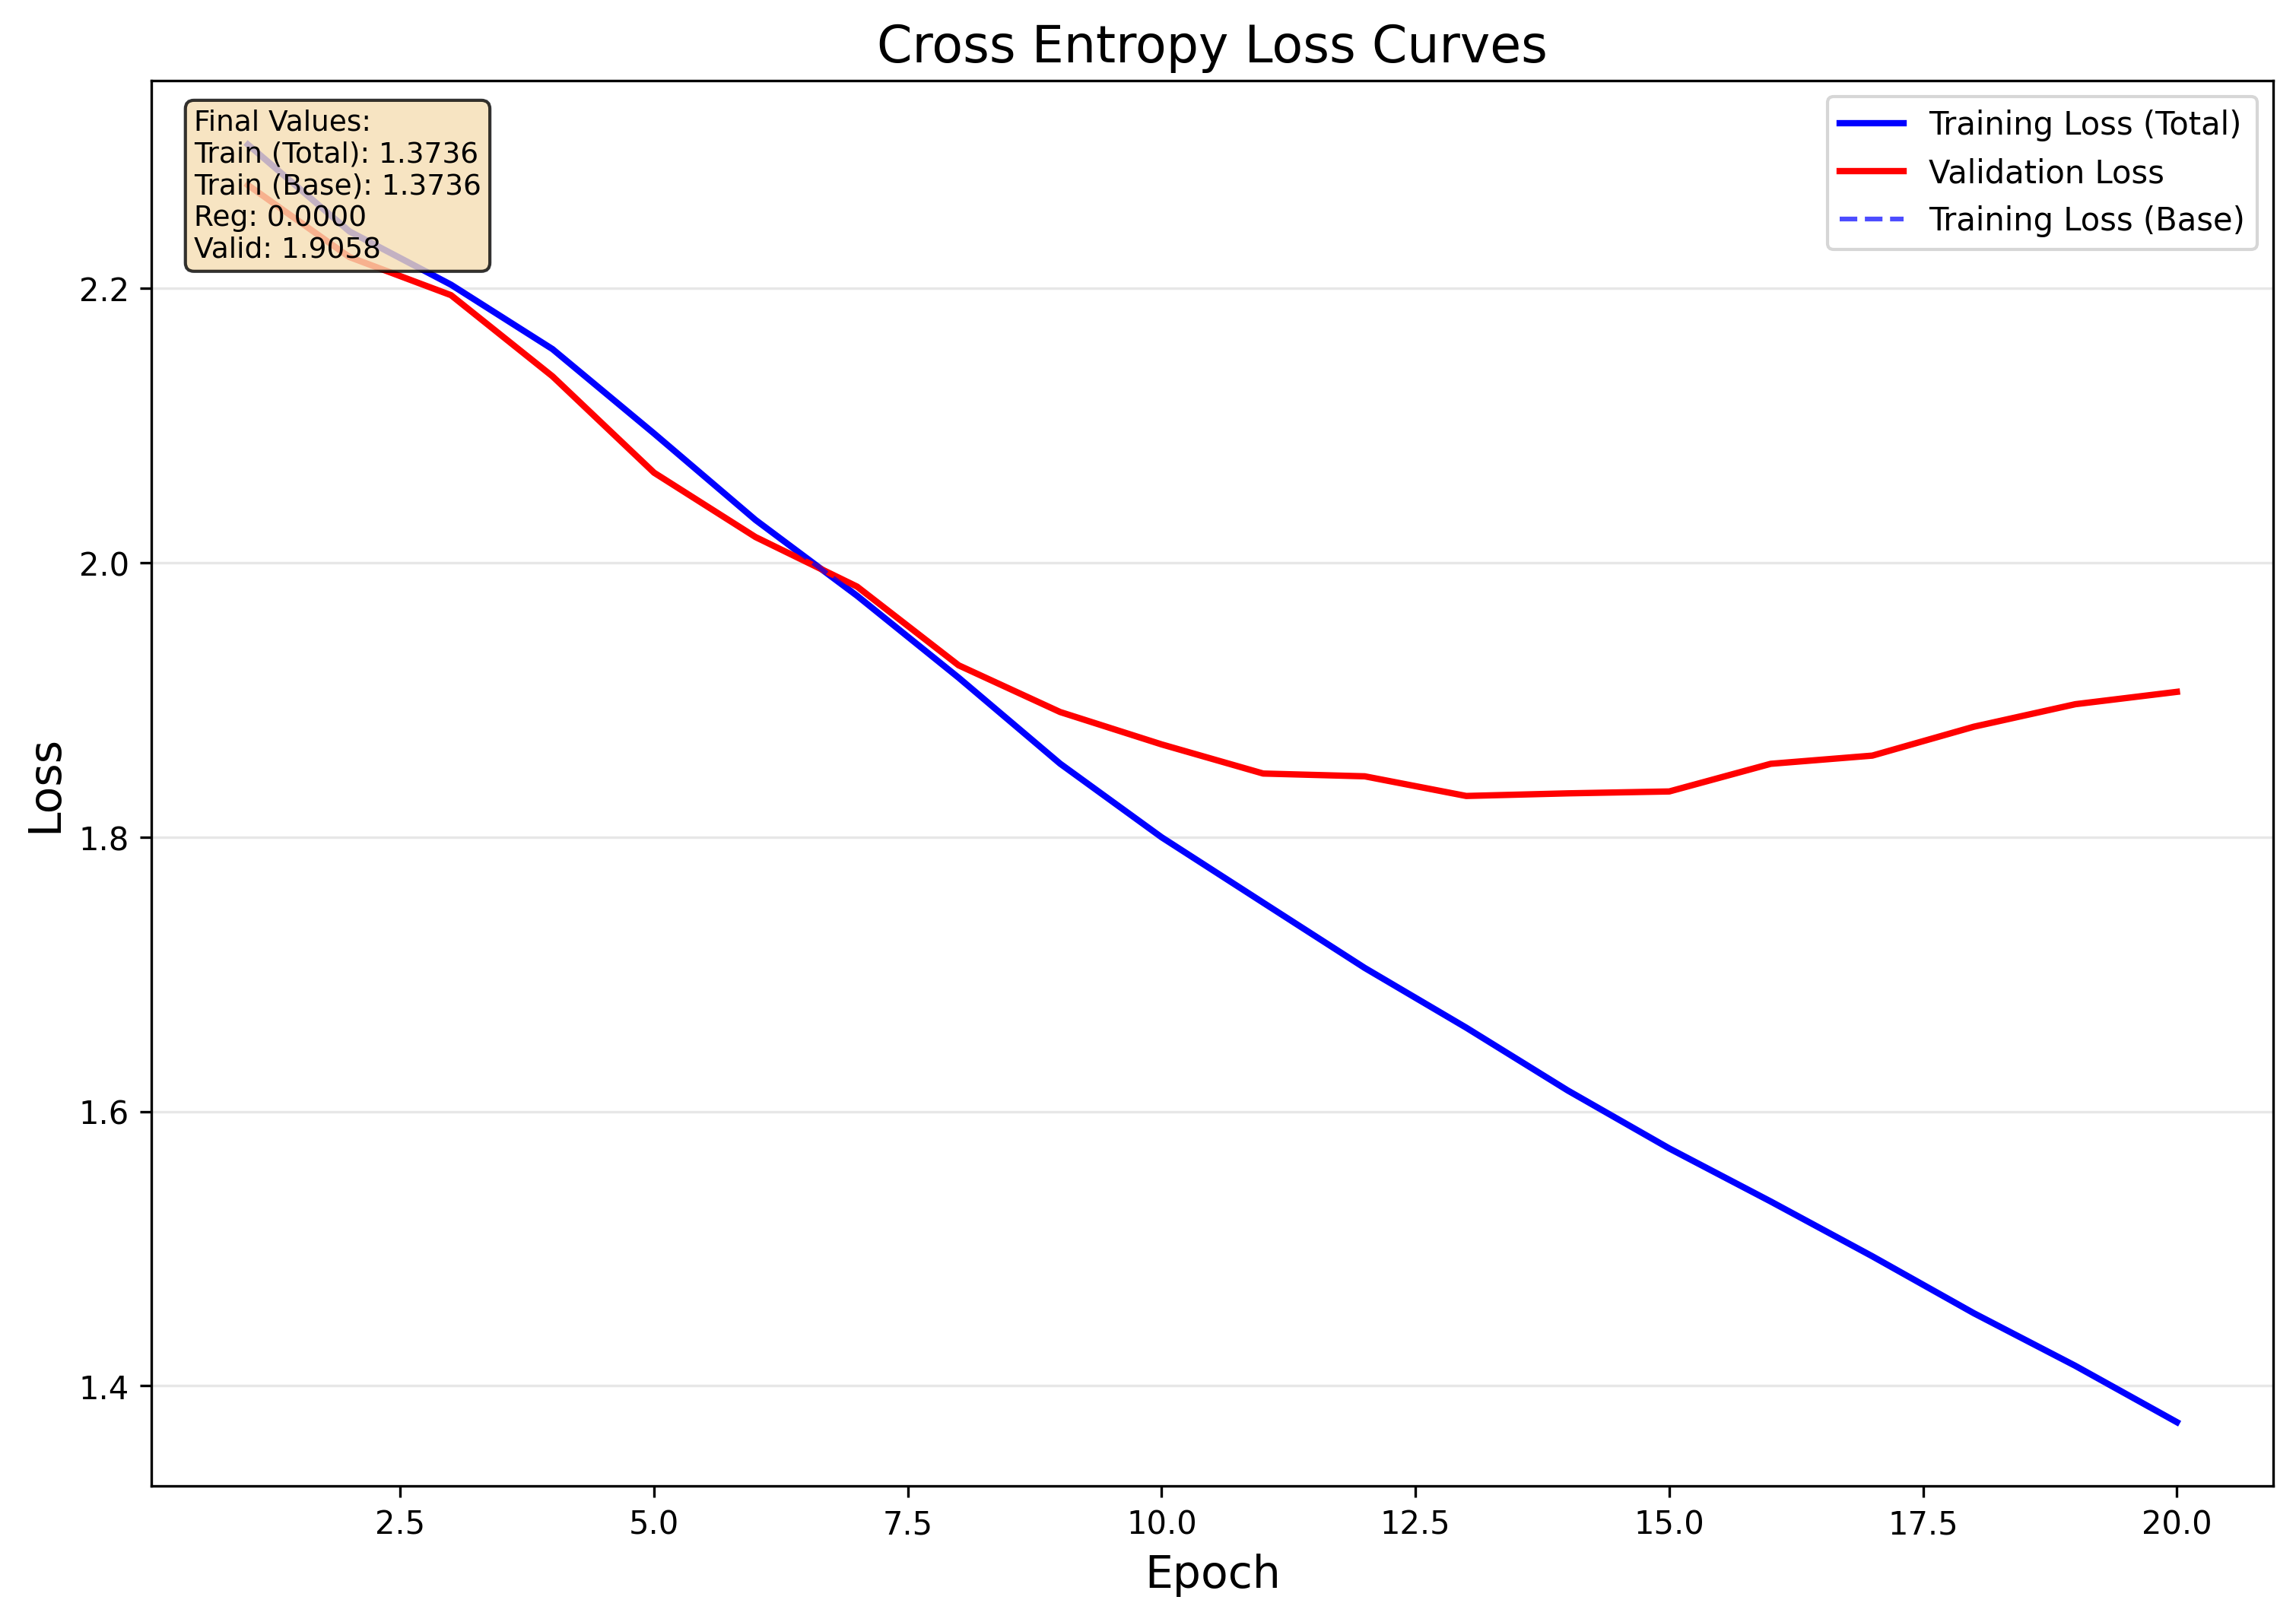 Cross Entropy Loss Curves
Final Values:
Train (Total): 1.3736
Train (Base): 1.3736
Reg: 0.0000
Valid: 1.9058
Training Loss (Total)
Validation Loss
Training Loss (Base)
Loss
2.2
2.0
1.8
1.6
1.4
2.5 5.0 7.5 10.0 12.5 15.0 17.5 20.0
Epoch